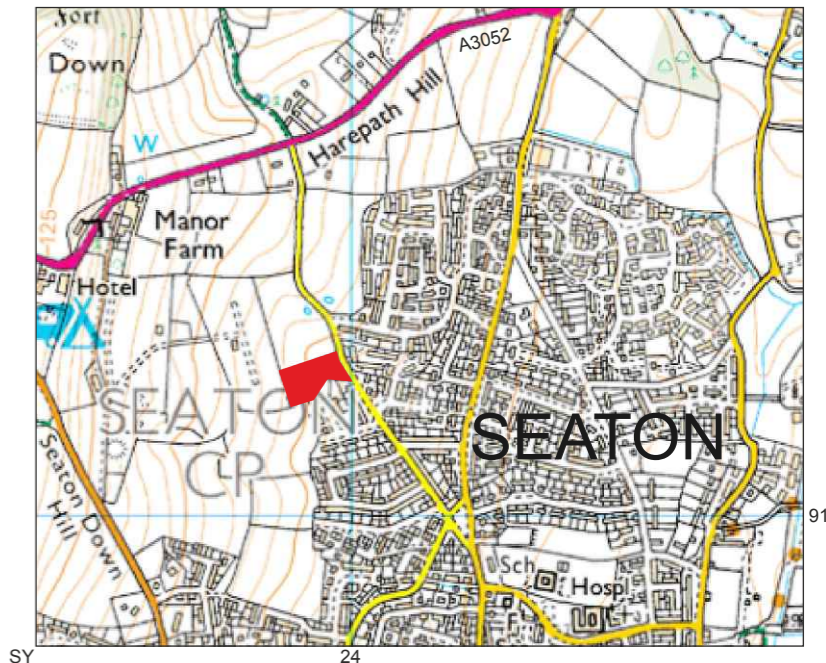 Fort
Down
A3052
Harepath Hill
W
125
Manor
Farm
Hotel
C
SEATON
CP
SEATON
Seaton Down
Hill
91
Sch
Hosp
F
SY
24